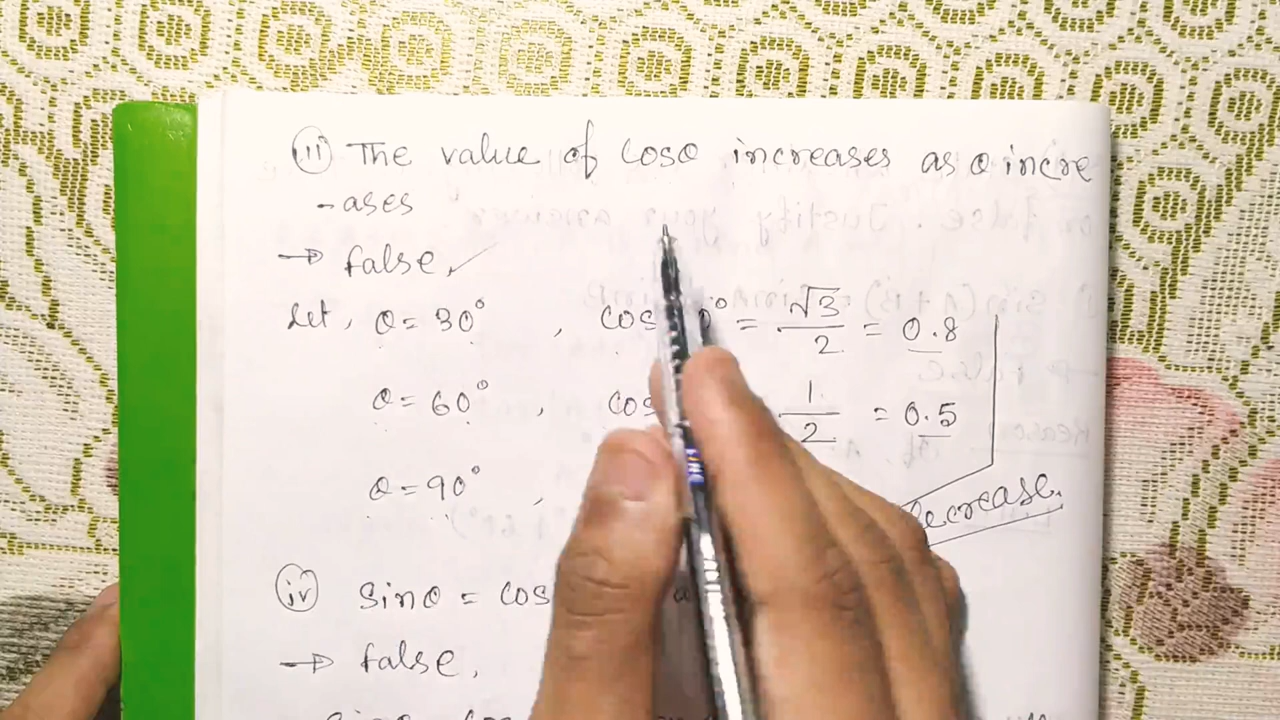 (iii) The value of cosθ increases as θ incre
-ases
→ false,
Let, θ = 30° , cos = √3/2 = 0.8
θ = 60° , cos 1/2 = 0.5
θ = 90° ,
Decrease.
(iv) sinθ = cos
→ false,